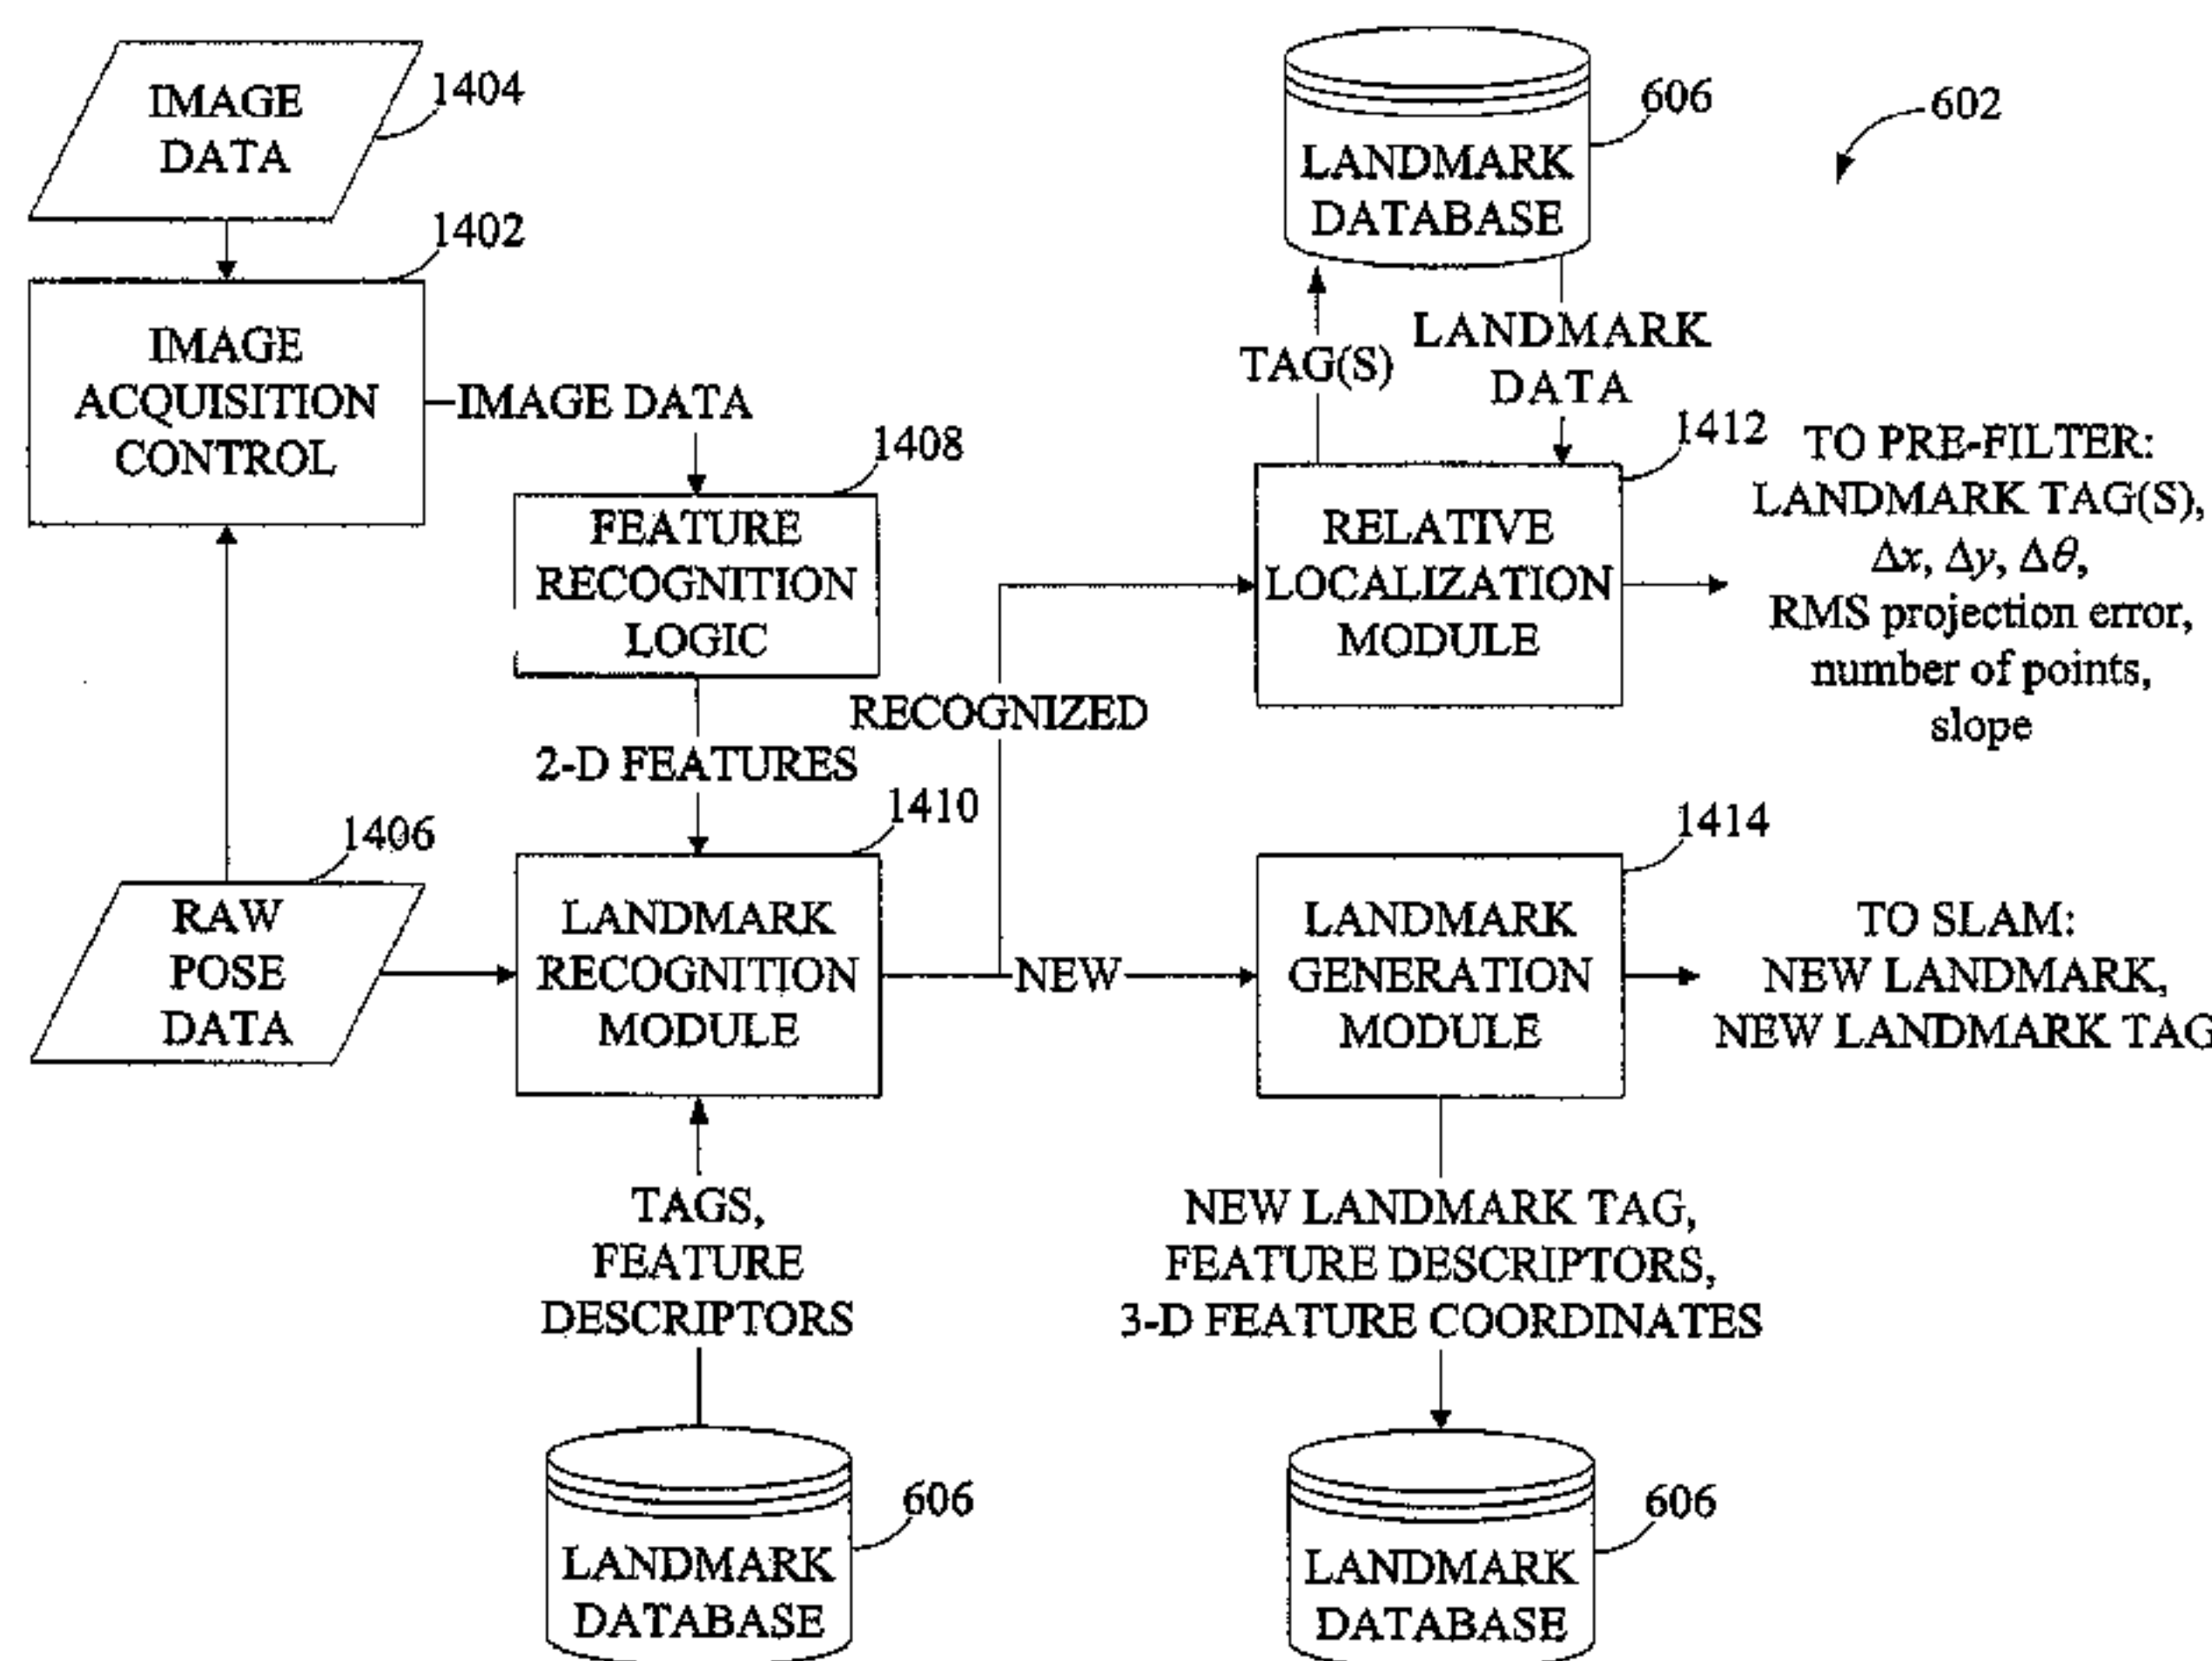 IMAGE
DATA
1404
1402
IMAGE
ACQUISITION
CONTROL
IMAGE DATA
1408
FEATURE
RECOGNITION
LOGIC
2-D FEATURES
1406
RAW
POSE
DATA
1410
LANDMARK
RECOGNITION
MODULE
TAGS,
FEATURE
DESCRIPTORS
606
LANDMARK
DATABASE
RECOGNIZED
NEW
606
LANDMARK
DATABASE
602
TAG(S)
LANDMARK
DATA
1412
RELATIVE
LOCALIZATION
MODULE
TO PRE-FILTER:
LANDMARK TAG(S),
Δx, Δy, Δθ,
RMS projection error,
number of points,
slope
1414
LANDMARK
GENERATION
MODULE
TO SLAM:
NEW LANDMARK,
NEW LANDMARK TAG
NEW LANDMARK TAG,
FEATURE DESCRIPTORS,
3-D FEATURE COORDINATES
606
LANDMARK
DATABASE